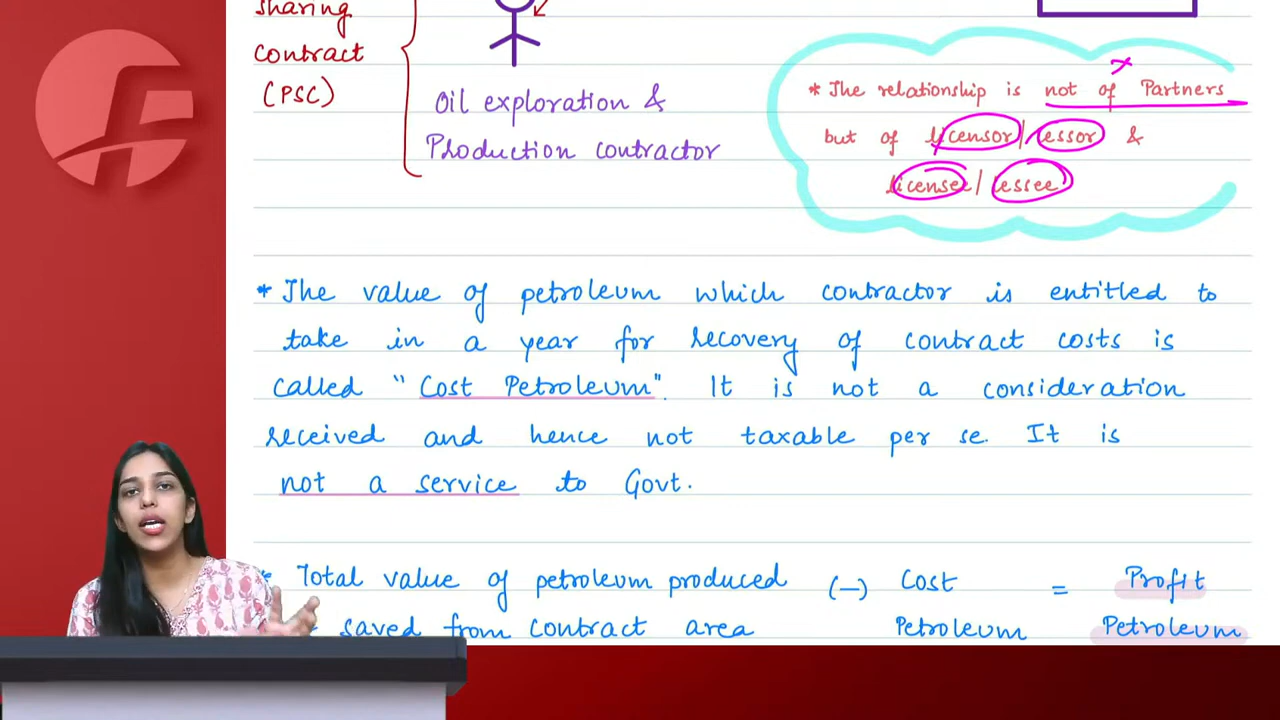 sharing
contract
(PSC)
Oil exploration &
Production contractor
* The relationship is not of Partners
but of licensor/lessor &
licensee/lessee
* The value of petroleum which contractor is entitled to
take in a year for recovery of contract costs is
called "Cost Petroleum". It is not a consideration
received and hence not taxable per se. It is
not a service to Govt.
* Total value of petroleum produced (-) Cost = Profit
saved from contract area Petroleum Petroleum